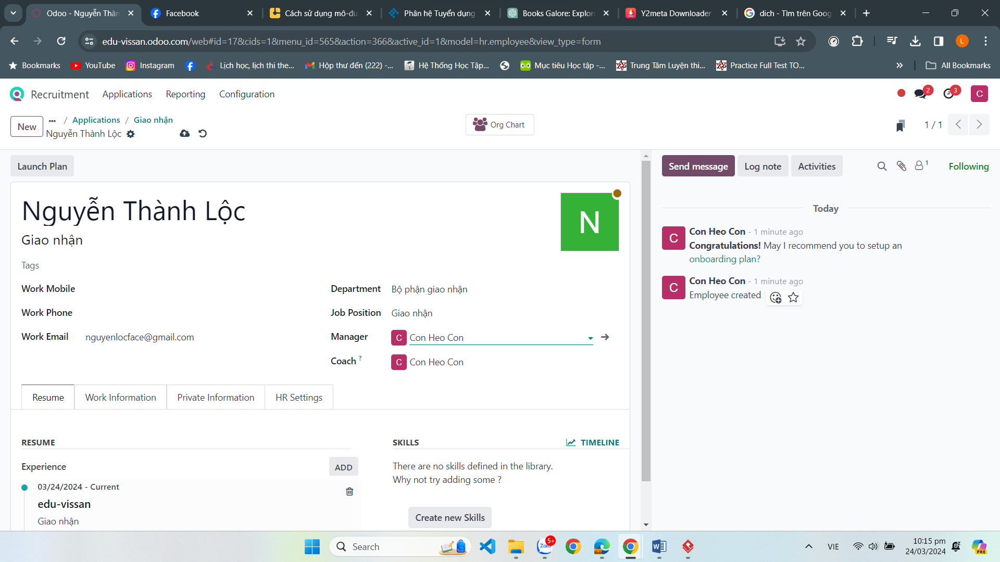 Odoo - Nguyễn Thàn
Facebook
Cách sử dụng mô-đu
Phân hệ Tuyển dụng
Books Galore: Explor
Y2meta Downloader
dich - Tìm trên Goog
edu-vissan.odoo.com/web#id=17&cids=1&menu_id=565&action=366&active_id=1&model=hr.employee&view_type=form
L
Bookmarks
YouTube
Instagram
Lịch học, lịch thi the...
Hộp thư đến (222) -...
Hệ Thống Học Tập...
Mục tiêu Học tập -...
Trung Tâm Luyện thi...
Practice Full Test TO...
All Bookmarks
Recruitment
Applications
Reporting
Configuration
2
3
C
New
... / Applications / Giao nhận
Nguyễn Thành Lộc
Org Chart
1 / 1
Launch Plan
Send message
Log note
Activities
1
Following
Nguyễn Thành Lộc
N
Giao nhận
Tags
Work Mobile
Work Phone
Work Email nguyenlocface@gmail.com
Department Bộ phận giao nhận
Job Position Giao nhận
Manager C Con Heo Con
Coach ? C Con Heo Con
Today
C
Con Heo Con - 1 minute ago
Congratulations! May I recommend you to setup an
onboarding plan?
C
Con Heo Con - 1 minute ago
Employee created
Resume
Work Information
Private Information
HR Settings
RESUME
Experience
ADD
03/24/2024 - Current
edu-vissan
Giao nhận
SKILLS
TIMELINE
There are no skills defined in the library.
Why not try adding some ?
Create new Skills
Search
Zalo
5+
W
VIE
10:15 pm
24/03/2024
PRE